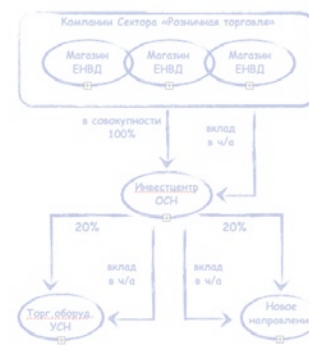 Компании Сектора «Розничная торговля»
Магазин Магазин Магазин
ЕНВД ЕНВД ЕНВД
в совокупности
100%
вклад
в ч/а
Инвестцентр
ОСН
20% 20%
вклад вклад
в ч/а в ч/а
Торг.оборуд.
УСН
Новое
направлени